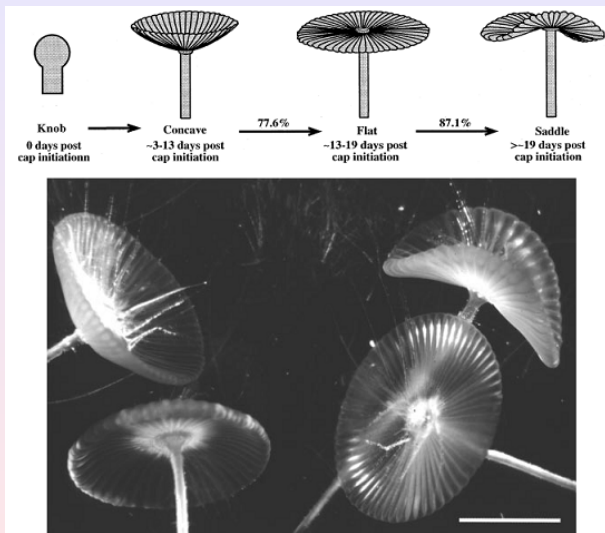 77.6%
87.1%
Knob
Concave
Flat
Saddle
0 days post
cap initiationn
~3-13 days post
cap initiation
~13-19 days post
cap initiation
>~19 days post
cap initiation